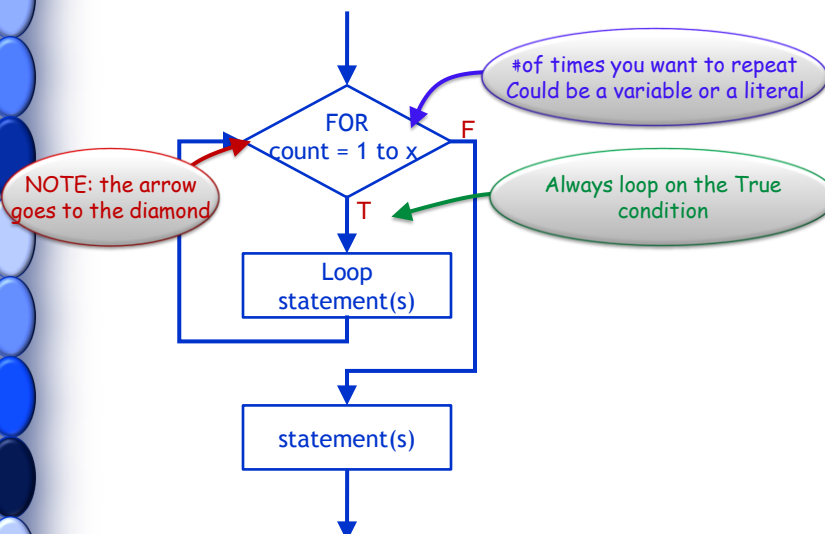 #of times you want to repeat
Could be a variable or a literal
FOR
count = 1 to x
F
NOTE: the arrow
goes to the diamond
Always loop on the True
condition
T
Loop
statement(s)
statement(s)